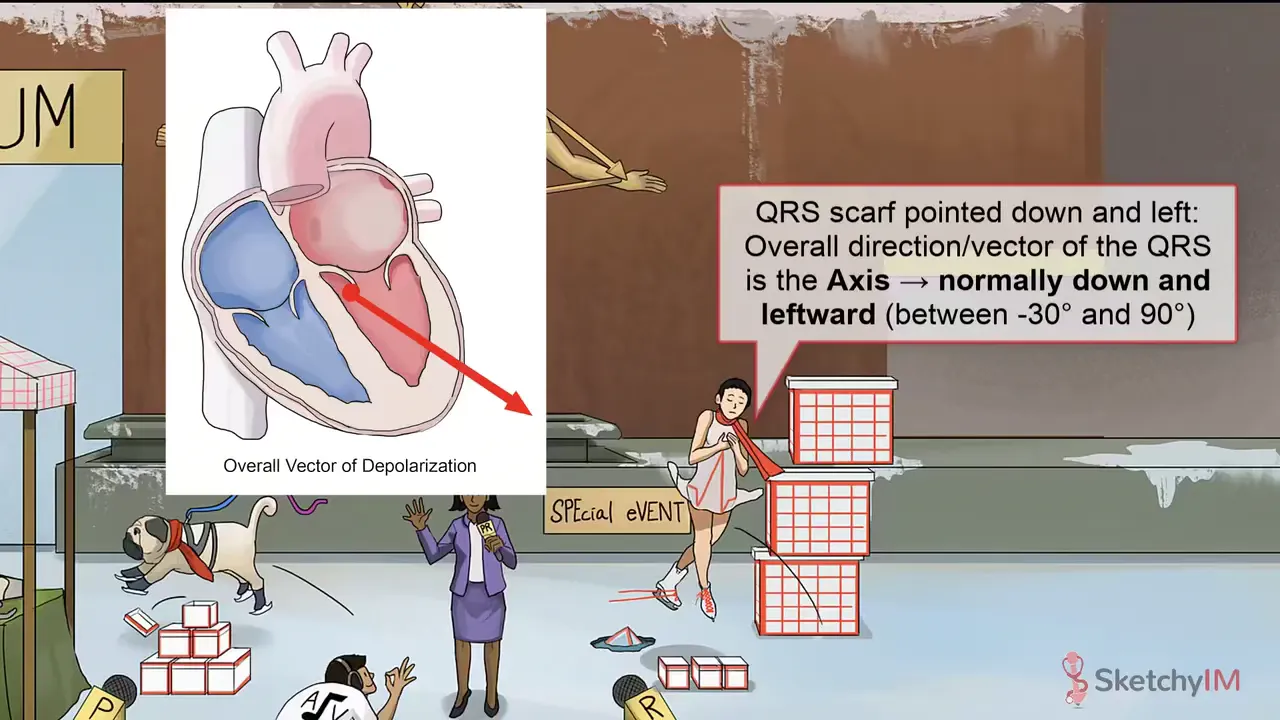 UM
QRS scarf pointed down and left:
Overall direction/vector of the QRS
is the Axis → normally down and
leftward (between -30° and 90°)
Overall Vector of Depolarization
SPEcial eVENT
PR
P
A V
R
SketchyIM